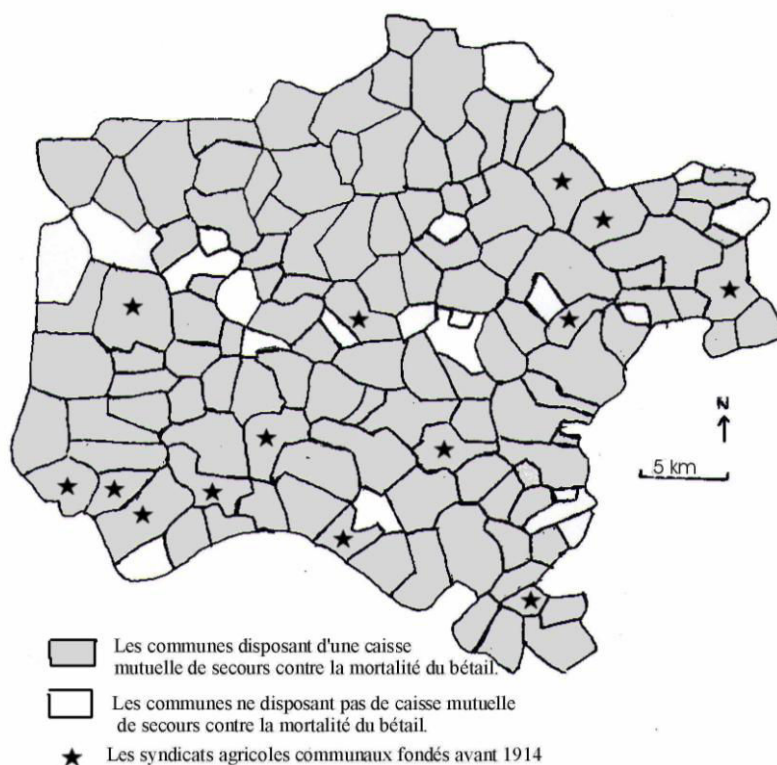 N
5 km
Les communes disposant d'une caisse
mutuelle de secours contre la mortalité du bétail.
Les communes ne disposant pas de caisse mutuelle
de secours contre la mortalité du bétail.
Les syndicats agricoles communaux fondés avant 1914